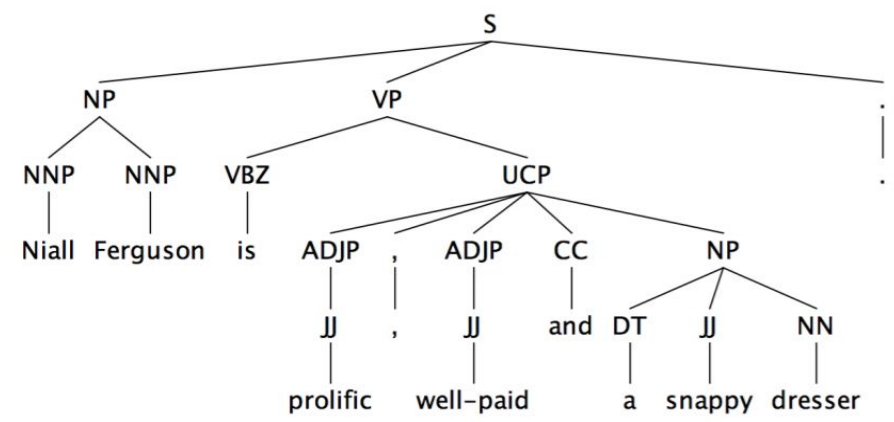 S
NP VP .
NNP NNP VBZ UCP .
Niall Ferguson is ADJP , ADJP CC NP
JJ , JJ and DT JJ NN
prolific well-paid a snappy dresser